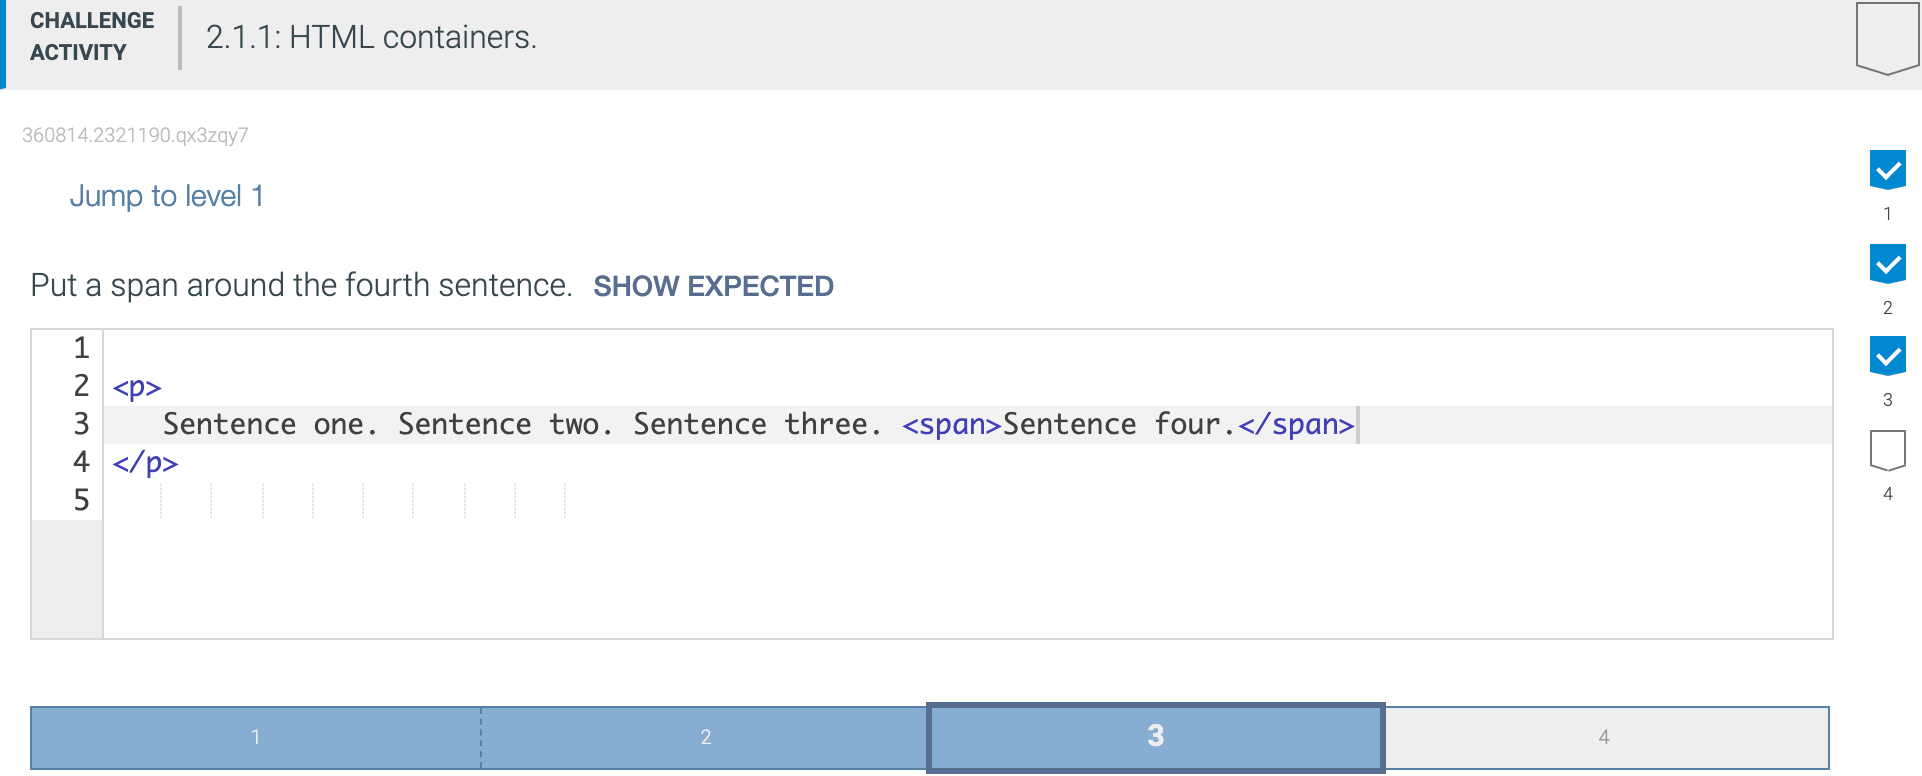 CHALLENGE
ACTIVITY
2.1.1: HTML containers.
360814.2321190.qx3zqy7
Jump to level 1
Put a span around the fourth sentence. SHOW EXPECTED
1
2 <p>
3 Sentence one. Sentence two. Sentence three. <span>Sentence four.</span>
4 </p>
5
1
2
3
4
1 2 3 4